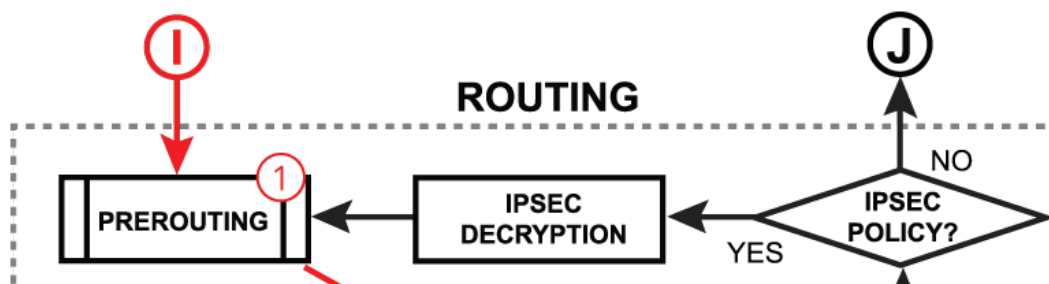 I
J
ROUTING
1
NO
PREROUTING
IPSEC
DECRYPTION
IPSEC
POLICY?
YES